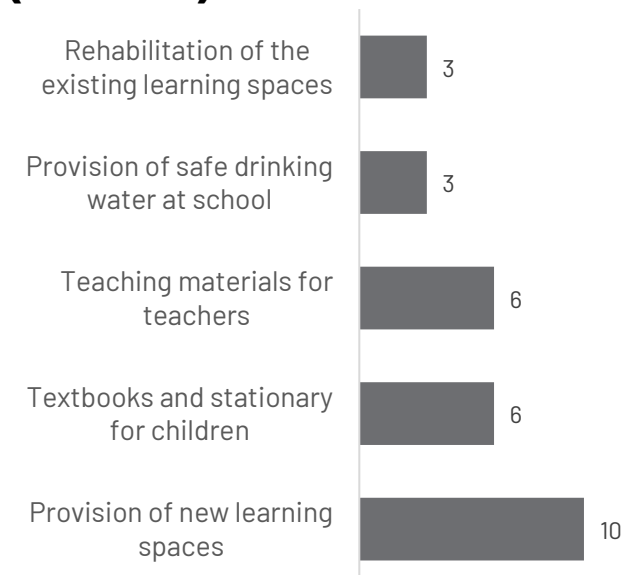 Rehabilitation of the
existing learning spaces
3
Provision of safe drinking
water at school
3
Teaching materials for
teachers
6
Textbooks and stationary
for children
6
Provision of new learning
spaces
10